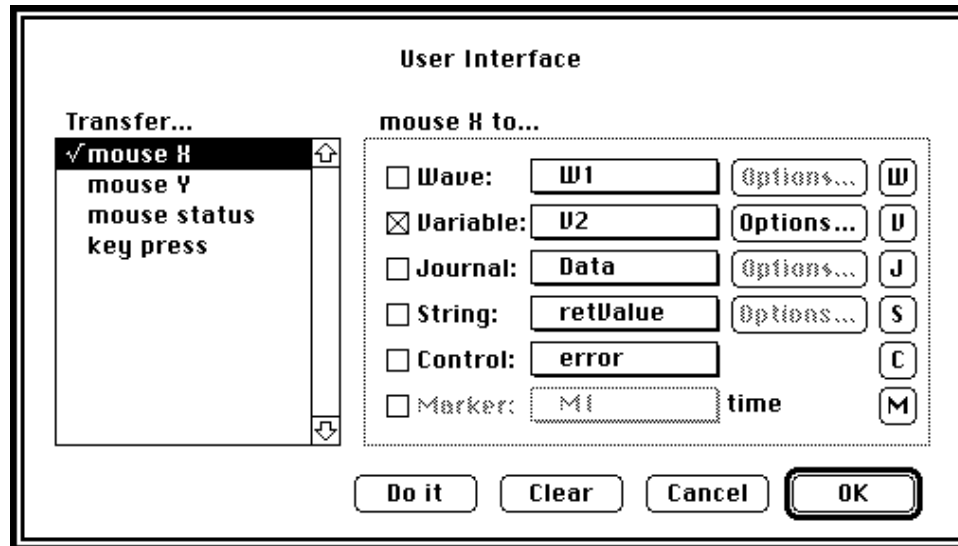 User Interface
Transfer...
√ mouse X
mouse Y
mouse status
key press
mouse X to...
Wave: W1 Options... W
Variable: V2 Options... V
Journal: Data Options... J
String: retValue Options... S
Control: error C
Marker: M1 time M
Do it Clear Cancel OK